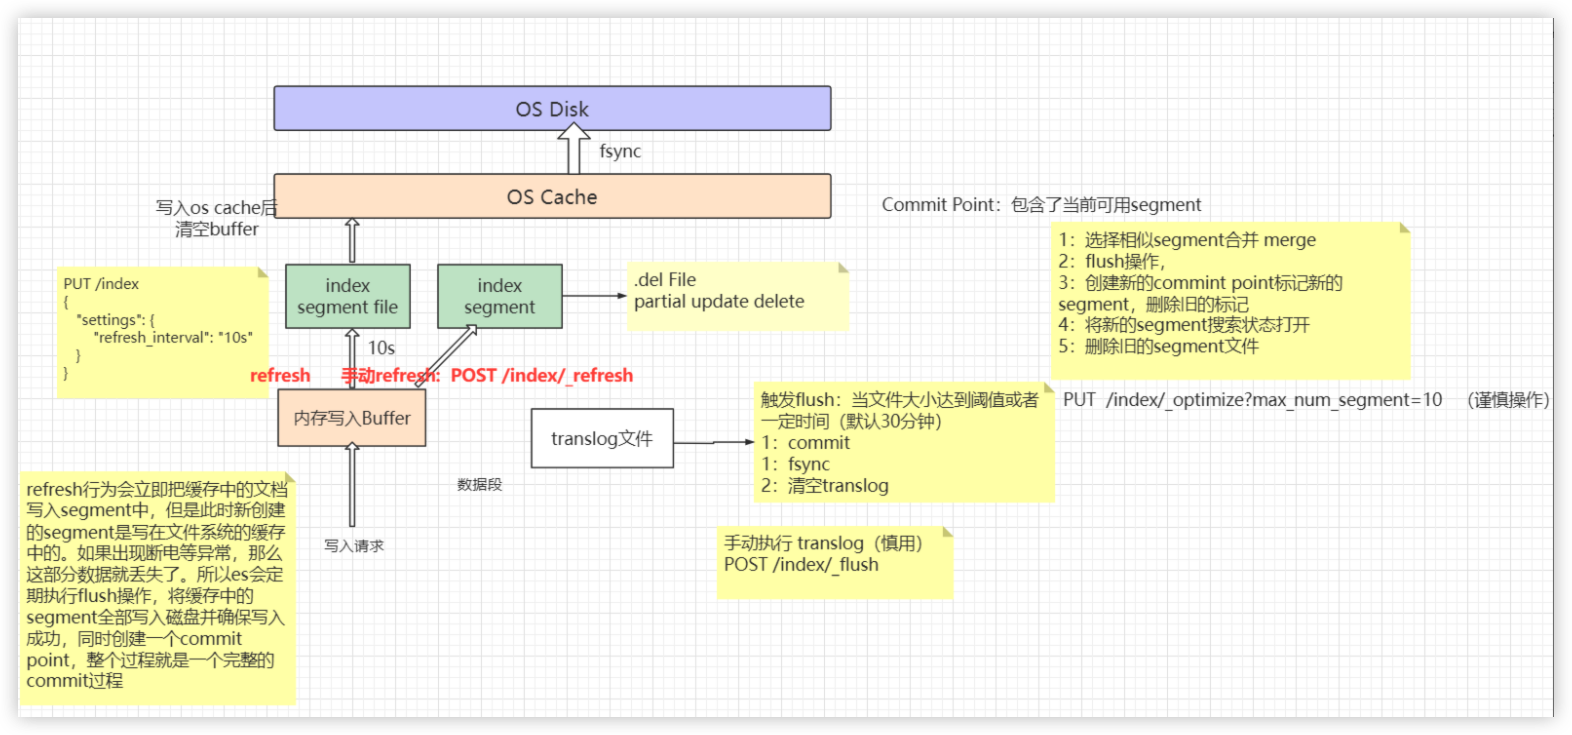 OS Disk
fsync
OS Cache
写入os cache后
清空buffer
Commit Point：包含了当前可用segment
1：选择相似segment合并 merge
2：flush操作，
3：创建新的commint point标记新的
segment，删除旧的标记
4：将新的segment搜索状态打开
5：删除旧的segment文件
PUT /index
{
"settings": {
"refresh_interval": "10s"
}
}
index
segment file
index
segment
.del File
partial update delete
10s
refresh
手动refresh：POST /index/_refresh
内存写入Buffer
translog文件
触发flush：当文件大小达到阈值或者
一定时间（默认30分钟）
1：commit
1：fsync
2：清空translog
PUT /index/_optimize?max_num_segment=10 （谨慎操作）
数据段
写入请求
refresh行为会立即把缓存中的文档
写入segment中，但是此时新创建
的segment是写在文件系统的缓存
中的。如果出现断电等异常，那么
这部分数据就丢失了。所以es会定
期执行flush操作，将缓存中的
segment全部写入磁盘并确保写入
成功，同时创建一个commit
point，整个过程就是一个完整的
commit过程
手动执行 translog（慎用）
POST /index/_flush